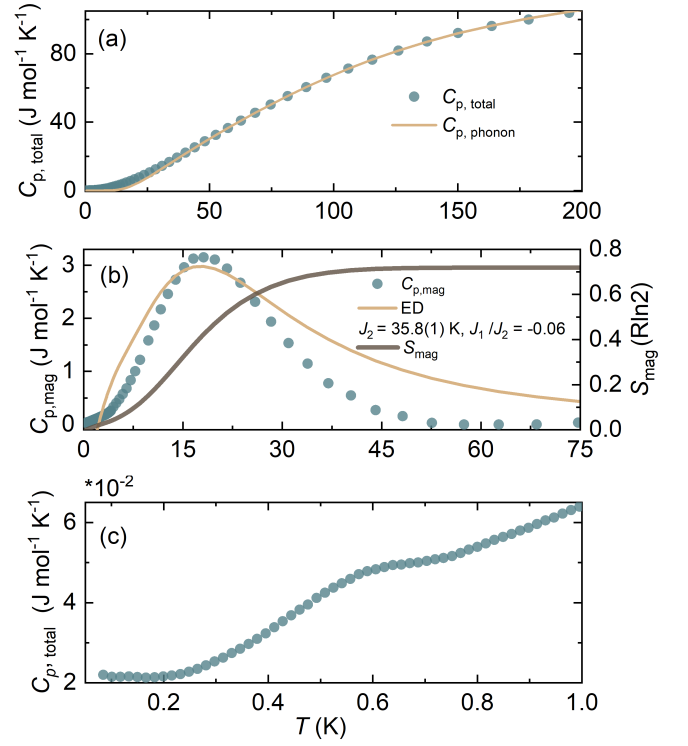 (a)
C_p, total (J mol⁻¹ K⁻¹)
80
40
0
C_p, total
C_p, phonon
0 50 100 150 200
(b)
C_p,mag (J mol⁻¹ K⁻¹)
3
2
1
0
C_p,mag
ED
J₂ = 35.8(1) K, J₁ /J₂ = -0.06
S_mag
0.8
0.6
0.4
0.2
0.0
S_mag (Rln2)
0 15 30 45 60 75
*10⁻²
(c)
C_p, total (J mol⁻¹ K⁻¹)
6
4
2
0.2 0.4 0.6 0.8 1.0
T (K)